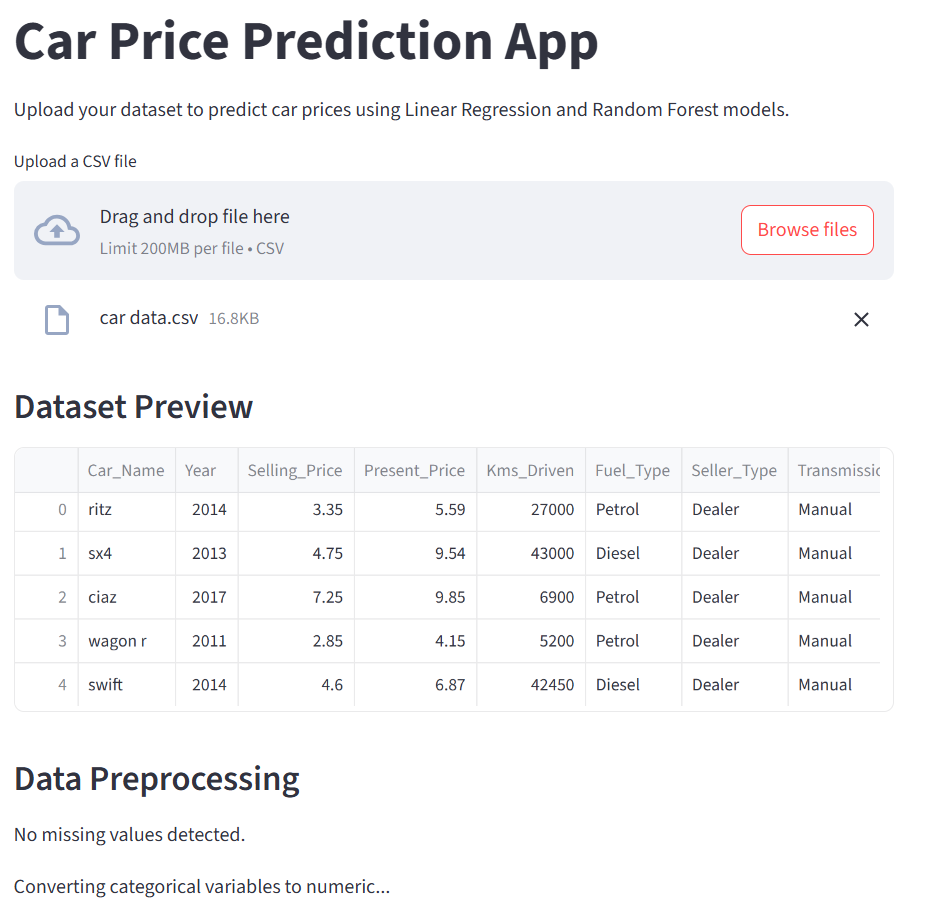 Car Price Prediction App
Upload your dataset to predict car prices using Linear Regression and Random Forest models.
Upload a CSV file
Drag and drop file here
Limit 200MB per file • CSV
Browse files
car data.csv 16.8KB
Dataset Preview
Car_Name Year Selling_Price Present_Price Kms_Driven Fuel_Type Seller_Type Transmissic
0 ritz 2014 3.35 5.59 27000 Petrol Dealer Manual
1 sx4 2013 4.75 9.54 43000 Diesel Dealer Manual
2 ciaz 2017 7.25 9.85 6900 Petrol Dealer Manual
3 wagon r 2011 2.85 4.15 5200 Petrol Dealer Manual
4 swift 2014 4.6 6.87 42450 Diesel Dealer Manual
Data Preprocessing
No missing values detected.
Converting categorical variables to numeric...